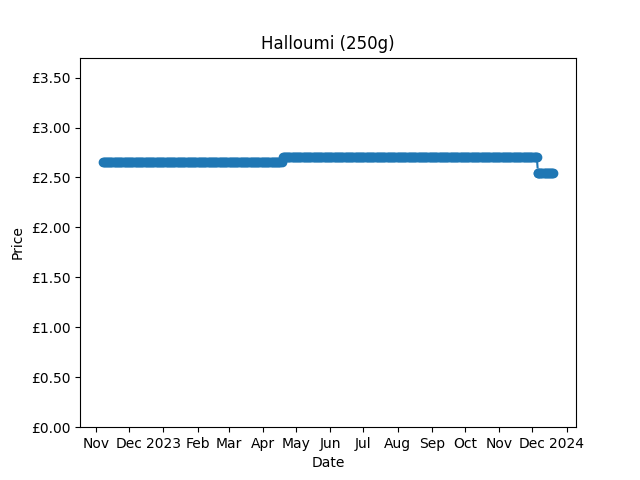 Halloumi (250g)
£3.50
£3.00
£2.50
£2.00
£1.50
£1.00
£0.50
£0.00
Price
Nov Dec 2023 Feb Mar Apr May Jun Jul Aug Sep Oct Nov Dec 2024
Date